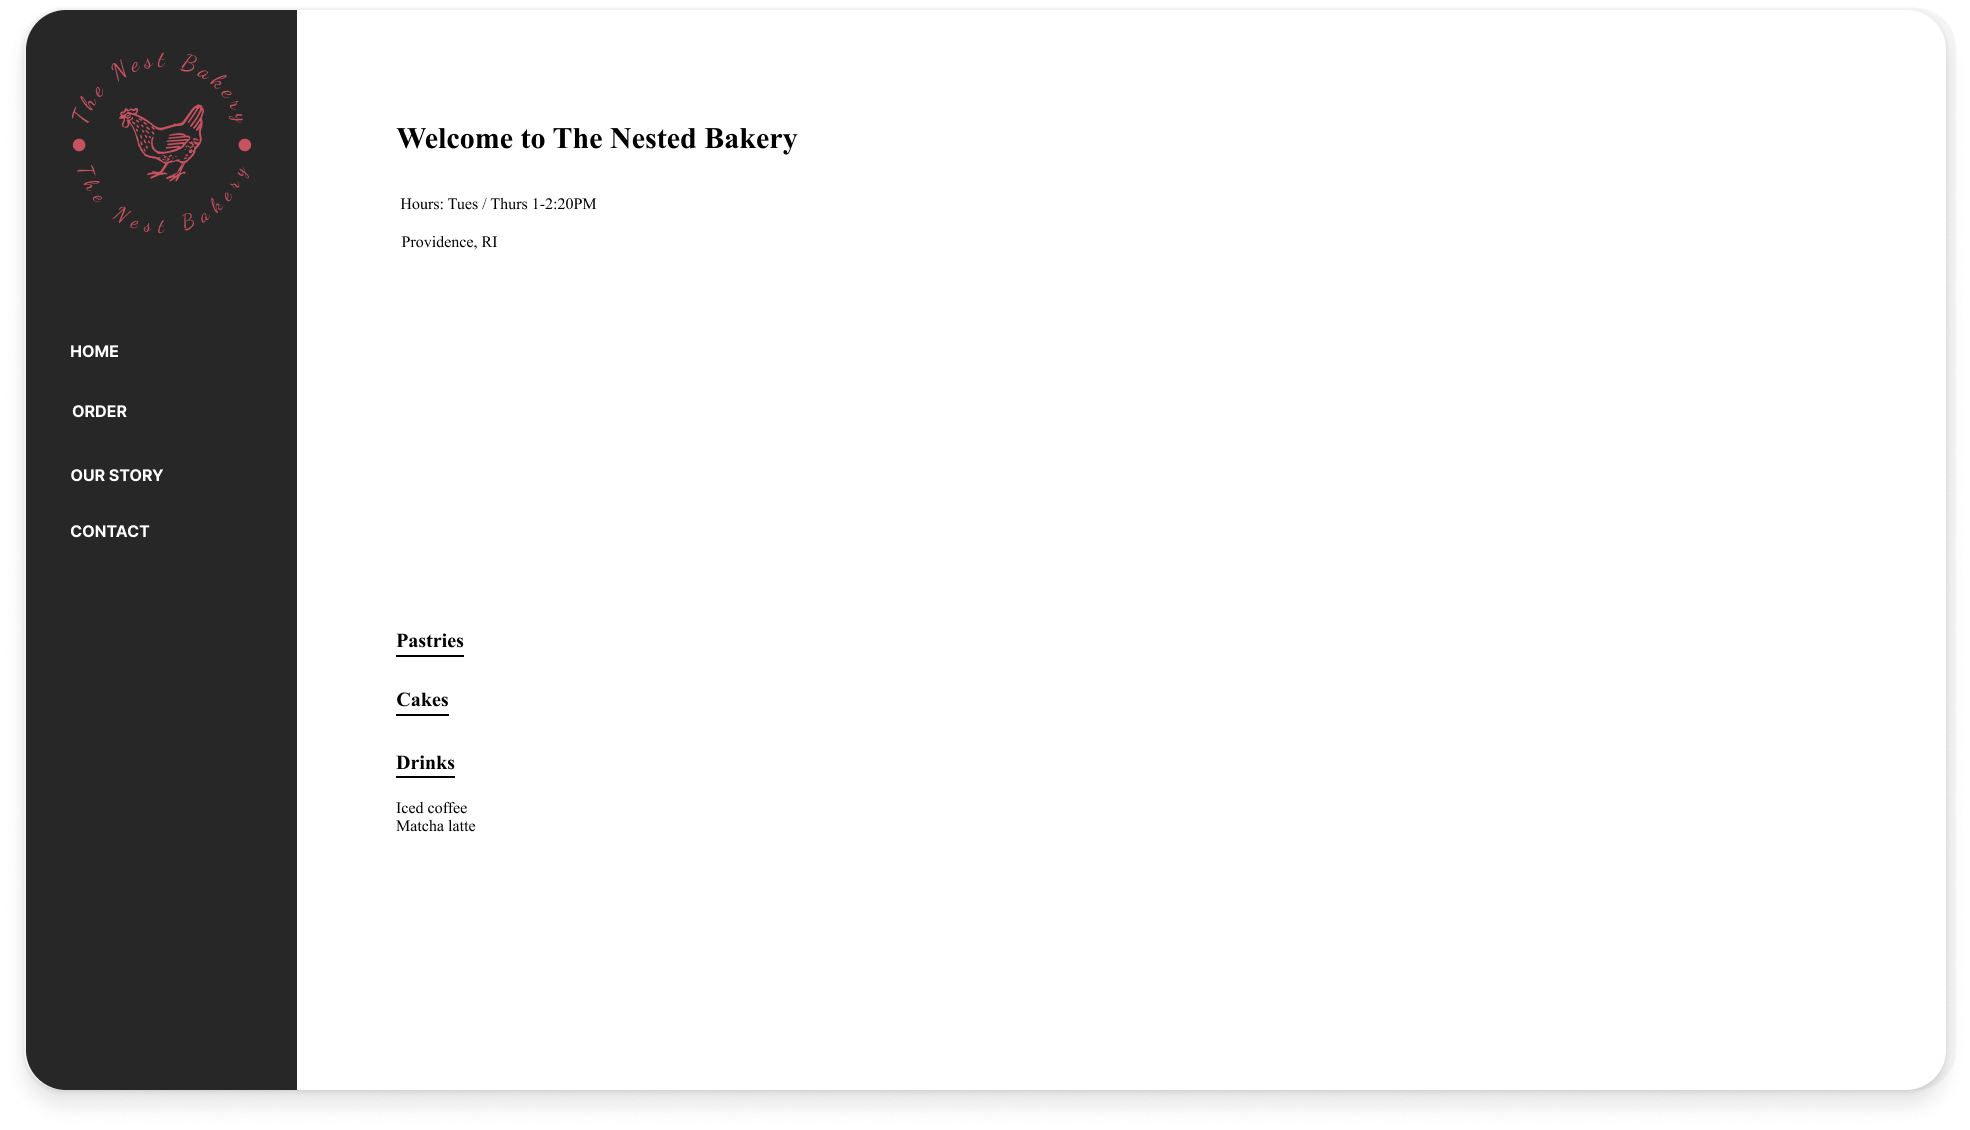 The Nest Bakery
The Nest Bakery
HOME
ORDER
OUR STORY
CONTACT
Welcome to The Nested Bakery
Hours: Tues / Thurs 1-2:20PM
Providence, RI
Pastries
Cakes
Drinks
Iced coffee
Matcha latte